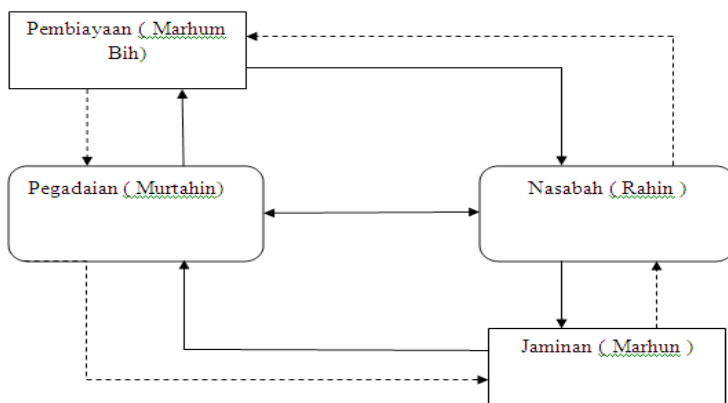 Pembiayaan ( Marhum
Bih)
Pegadaian ( Murtahin)
Nasabah ( Rahin )
Jaminan ( Marhun )